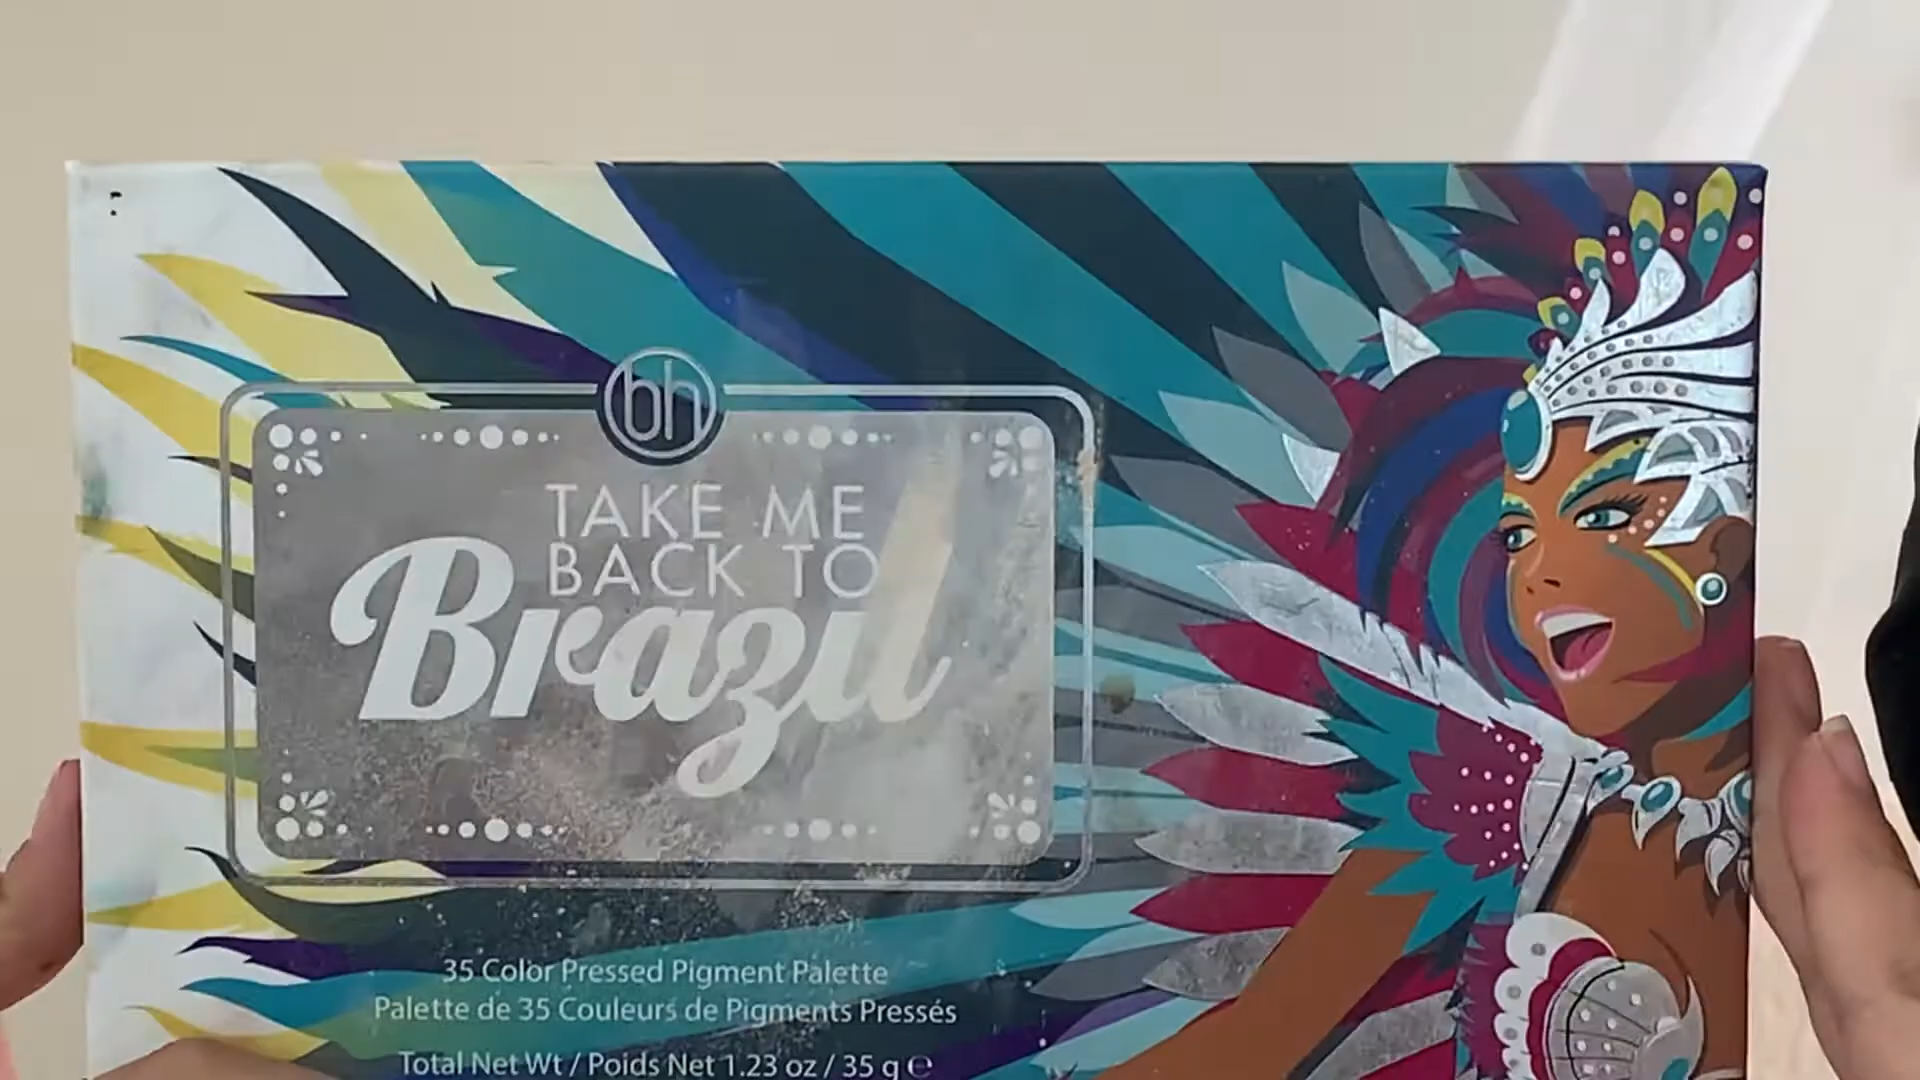 bh
TAKE ME
BACK TO
Brazil
35 Color Pressed Pigment Palette
Palette de 35 Couleurs de Pigments Pressés
Total Net Wt / Poids Net 1.23 oz / 35 g ℮